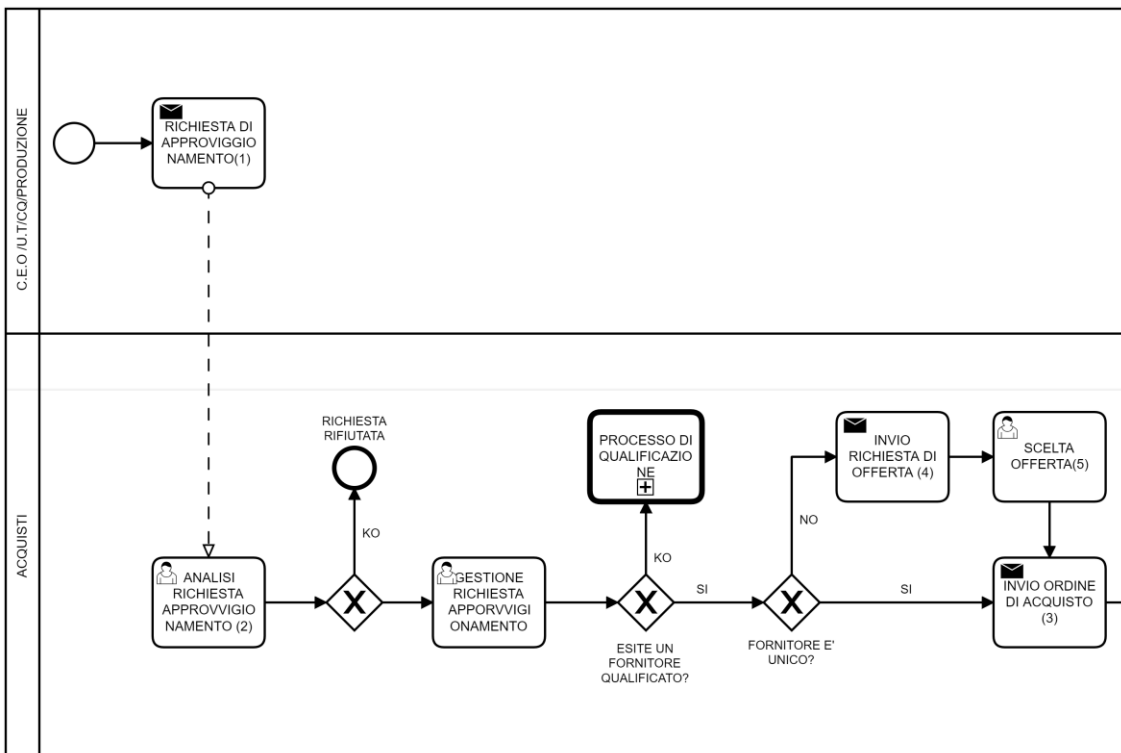 C.E.O /U.T/CQ/PRODUZIONE
RICHIESTA DI
APPROVIGGIO
NAMENTO(1)
ACQUISTI
RICHIESTA
RIFIUTATA
KO
ANALISI
RICHIESTA
APPROVVIGIO
NAMENTO (2)
X
GESTIONE
RICHIESTA
APPORVVIGI
ONAMENTO
PROCESSO DI
QUALIFICAZIO
NE
KO
X
ESITE UN
FORNITORE
QUALIFICATO?
SI
X
FORNITORE E'
UNICO?
NO
INVIO
RICHIESTA DI
OFFERTA (4)
SCELTA
OFFERTA(5)
SI
INVIO ORDINE
DI ACQUISTO
(3)